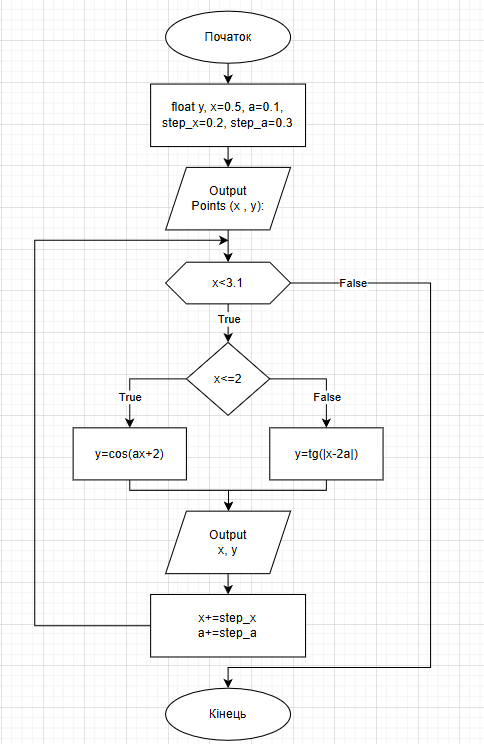 Початок
float y, x=0.5, a=0.1,
step_x=0.2, step_a=0.3
Output
Points (x , y):
x<3.1
False
True
x<=2
True
False
y=cos(ax+2)
y=tg(|x-2a|)
Output
x, y
x+=step_x
a+=step_a
Кінець